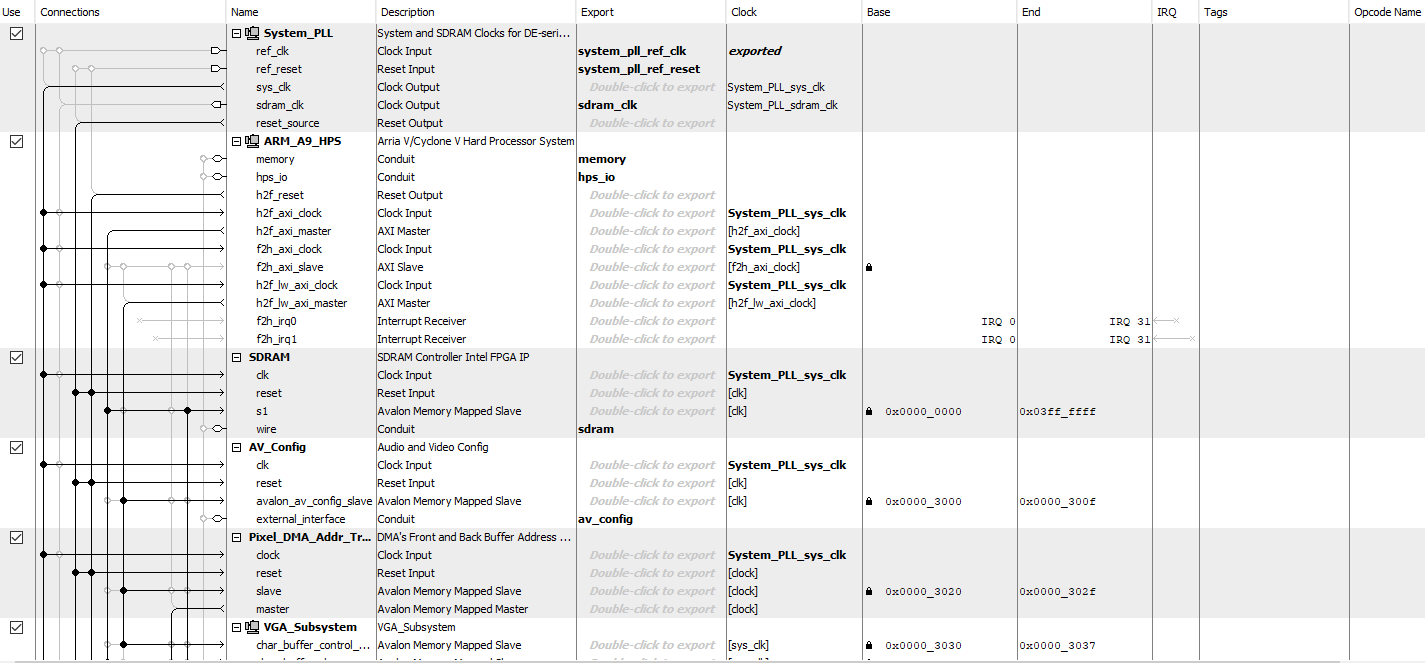 Use Connections Name Description Export Clock Base End IRQ Tags Opcode Name
System_PLL System and SDRAM Clocks for DE-seri...
ref_clk Clock Input system_pll_ref_clk exported
ref_reset Reset Input system_pll_ref_reset
sys_clk Clock Output Double-click to export System_PLL_sys_clk
sdram_clk Clock Output sdram_clk System_PLL_sdram_clk
reset_source Reset Output Double-click to export
ARM_A9_HPS Arria V/Cyclone V Hard Processor System
memory Conduit memory
hps_io Conduit hps_io
h2f_reset Reset Output Double-click to export
h2f_axi_clock Clock Input Double-click to export System_PLL_sys_clk
h2f_axi_master AXI Master Double-click to export [h2f_axi_clock]
f2h_axi_clock Clock Input Double-click to export System_PLL_sys_clk
f2h_axi_slave AXI Slave Double-click to export [f2h_axi_clock]
h2f_lw_axi_clock Clock Input Double-click to export System_PLL_sys_clk
h2f_lw_axi_master AXI Master Double-click to export [h2f_lw_axi_clock]
f2h_irq0 Interrupt Receiver Double-click to export IRQ 0 IRQ 31
f2h_irq1 Interrupt Receiver Double-click to export IRQ 0 IRQ 31
SDRAM SDRAM Controller Intel FPGA IP
clk Clock Input Double-click to export System_PLL_sys_clk
reset Reset Input Double-click to export [clk]
s1 Avalon Memory Mapped Slave Double-click to export [clk] 0x0000_0000 0x03ff_ffff
wire Conduit sdram
AV_Config Audio and Video Config
clk Clock Input Double-click to export System_PLL_sys_clk
reset Reset Input Double-click to export [clk]
avalon_av_config_slave Avalon Memory Mapped Slave Double-click to export [clk] 0x0000_3000 0x0000_300f
external_interface Conduit av_config
Pixel_DMA_Addr_Tr... DMA's Front and Back Buffer Address ...
clock Clock Input Double-click to export System_PLL_sys_clk
reset Reset Input Double-click to export [clock]
slave Avalon Memory Mapped Slave Double-click to export [clock] 0x0000_3020 0x0000_302f
master Avalon Memory Mapped Master Double-click to export [clock]
VGA_Subsystem VGA_Subsystem
char_buffer_control_... Avalon Memory Mapped Slave Double-click to export [sys_clk] 0x0000_3030 0x0000_3037